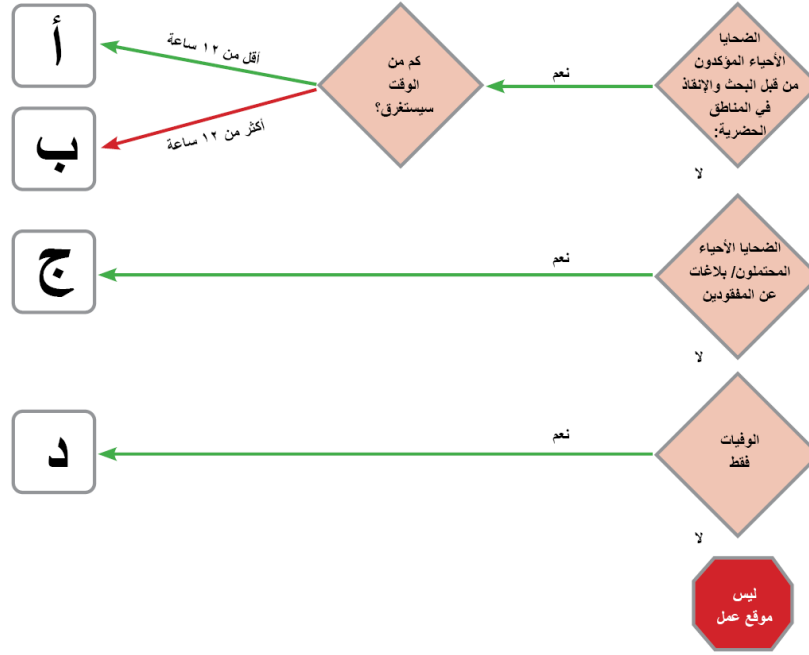 الضحايا
الأحياء المؤكدون
من قبل البحث والإنقاذ
في المناطق
الحضرية:
نعم
كم من
الوقت
سيستغرق؟
أقل من ١٢ ساعة
أ
أكثر من ١٢ ساعة
ب
لا
الضحايا الأحياء
المحتملون/ بلاغات
عن المفقودين
نعم
ج
لا
الوفيات
فقط
نعم
د
لا
ليس
موقع عمل